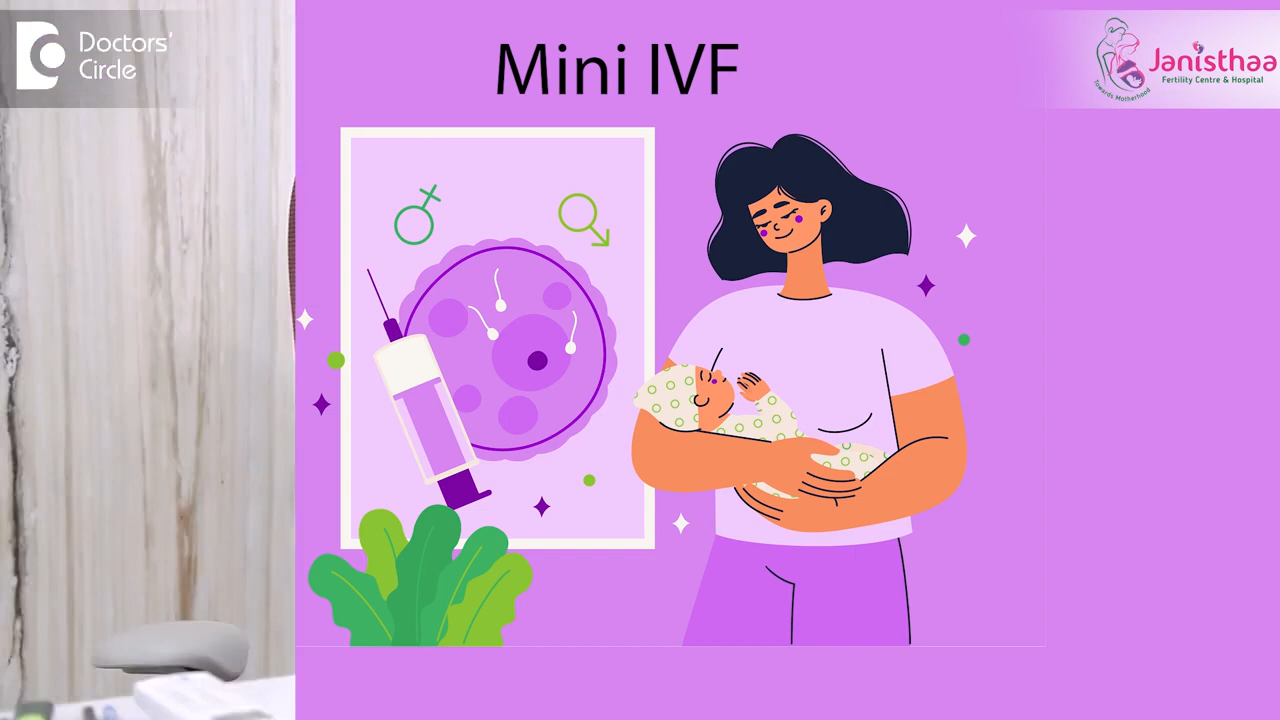 Doctors'
Circle
Mini IVF
Janisthaa
Fertility Centre & Hospital
Towards Motherhood